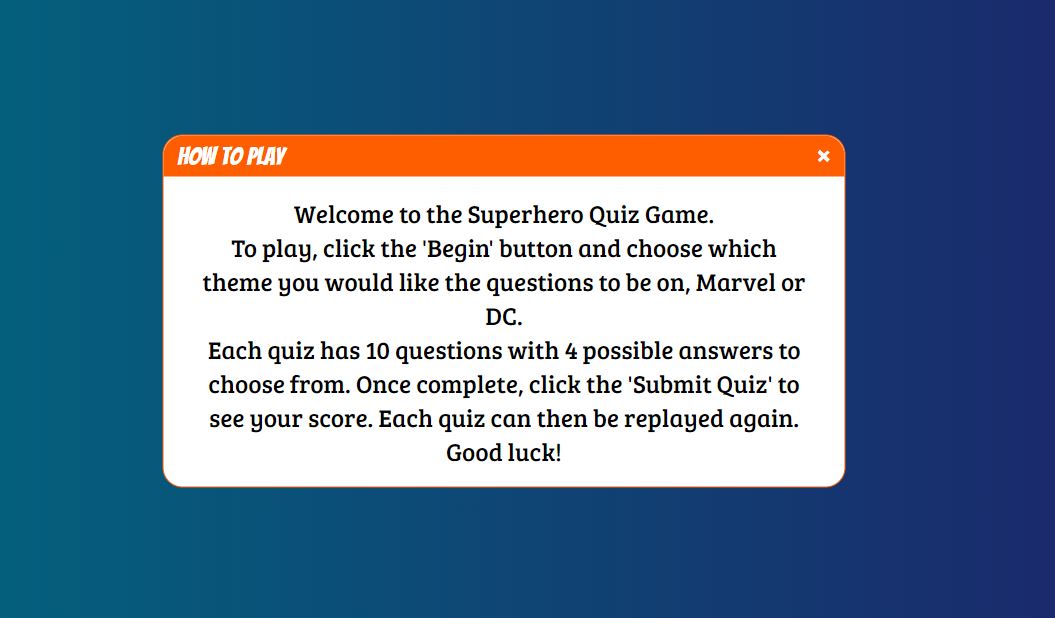 HOW TO PLAY ×
Welcome to the Superhero Quiz Game.
To play, click the 'Begin' button and choose which
theme you would like the questions to be on, Marvel or
DC.
Each quiz has 10 questions with 4 possible answers to
choose from. Once complete, click the 'Submit Quiz' to
see your score. Each quiz can then be replayed again.
Good luck!